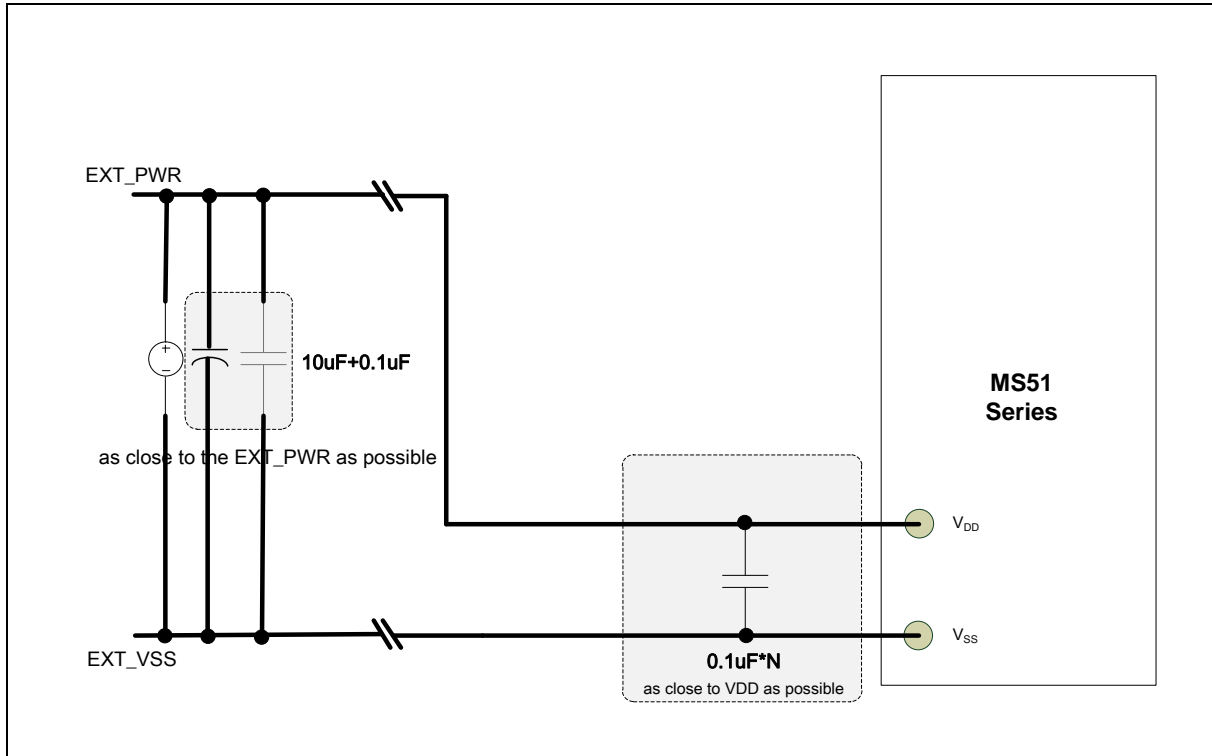 EXT_PWR
10uF+0.1uF
as close to the EXT_PWR as possible
MS51
Series
VDD
VSS
EXT_VSS
0.1uF*N
as close to VDD as possible